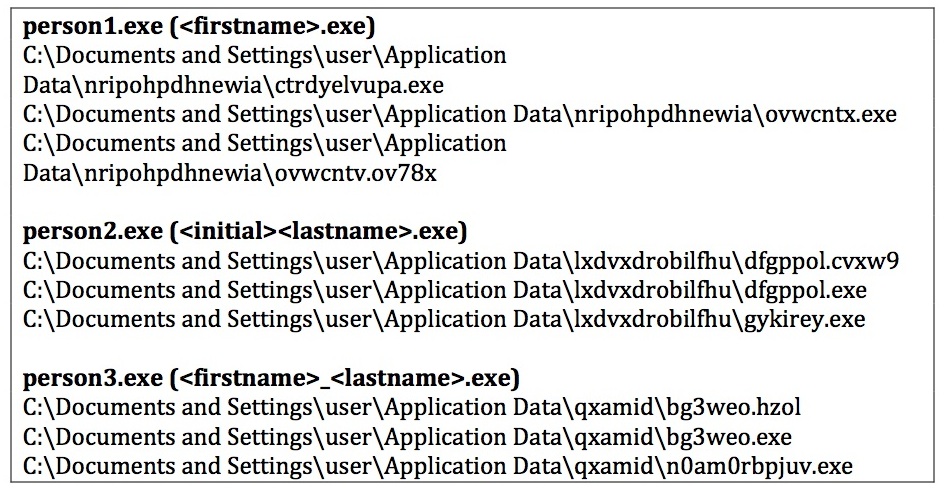 person1.exe (<firstname>.exe)
C:\Documents and Settings\user\Application
Data\nripohpdhnewia\ctrdyelvupa.exe
C:\Documents and Settings\user\Application Data\nripohpdhnewia\ovwcntx.exe
C:\Documents and Settings\user\Application
Data\nripohpdhnewia\ovwcntv.ov78x
person2.exe (<initial><lastname>.exe)
C:\Documents and Settings\user\Application Data\lxdvxdrobilfhu\dfgppol.cvxw9
C:\Documents and Settings\user\Application Data\lxdvxdrobilfhu\dfgppol.exe
C:\Documents and Settings\user\Application Data\lxdvxdrobilfhu\gykirey.exe
person3.exe (<firstname>_<lastname>.exe)
C:\Documents and Settings\user\Application Data\qxamid\bg3weo.hzol
C:\Documents and Settings\user\Application Data\qxamid\bg3weo.exe
C:\Documents and Settings\user\Application Data\qxamid\n0am0rbpjuv.exe